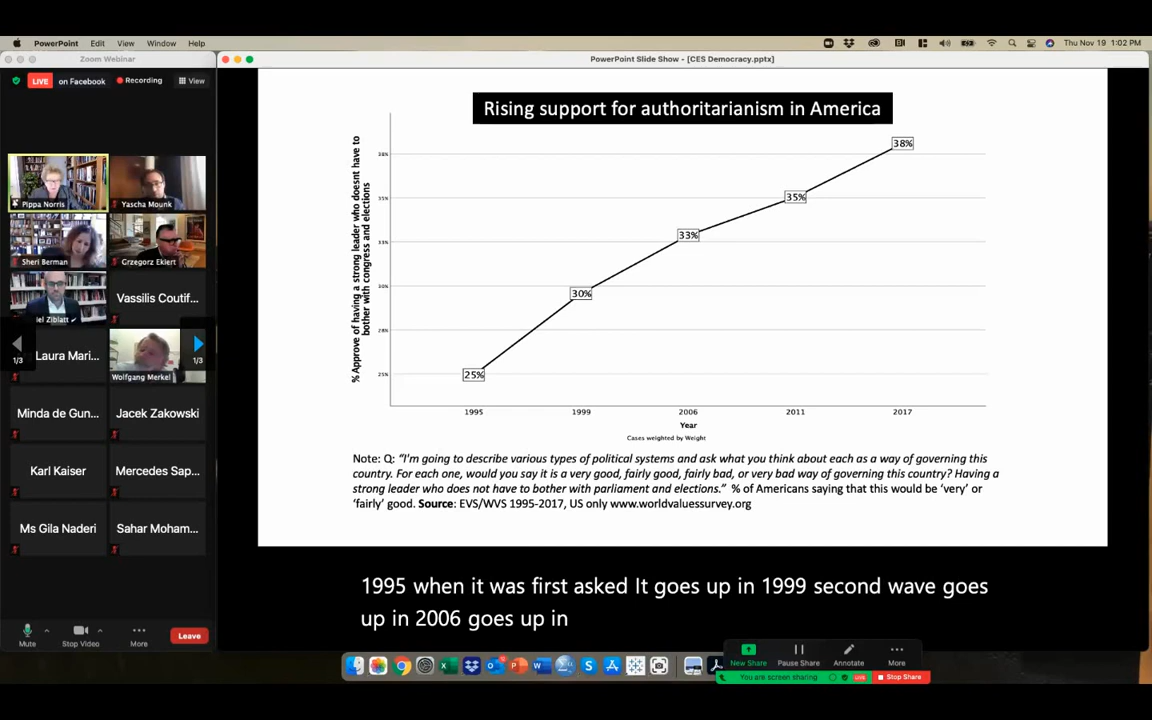 PowerPoint Edit View Window Help
Thu Nov 19 1:02 PM
Zoom Webinar
PowerPoint Slide Show - [CES Democracy.pptx]
LIVE on Facebook Recording View
Pippa Norris
Yascha Mounk
Sheri Berman
Grzegorz Ekiert
iel Ziblatt
Vassilis Coutif...
1/3
Laura Mari...
1/3
Wolfgang Merkel
Minda de Gun...
Jacek Zakowski
Karl Kaiser
Mercedes Sap...
Ms Gila Naderi
Sahar Moham...
Mute
Stop Video
More
Leave
Rising support for authoritarianism in America
% Approve of having a strong leader who doesnt have to
bother with congress and elections
38%
35%
33%
30%
28%
25%
25%
30%
33%
35%
38%
1995 1999 2006 2011 2017
Year
Cases weighted by Weight
Note: Q: “I'm going to describe various types of political systems and ask what you think about each as a way of governing this
country. For each one, would you say it is a very good, fairly good, fairly bad, or very bad way of governing this country? Having a
strong leader who does not have to bother with parliament and elections.” % of Americans saying that this would be ‘very’ or
‘fairly’ good. Source: EVS/WVS 1995-2017, US only www.worldvaluessurvey.org
1995 when it was first asked It goes up in 1999 second wave goes
up in 2006 goes up in
New Share
Pause Share
Annotate
More
You are screen sharing
LIVE
Stop Share